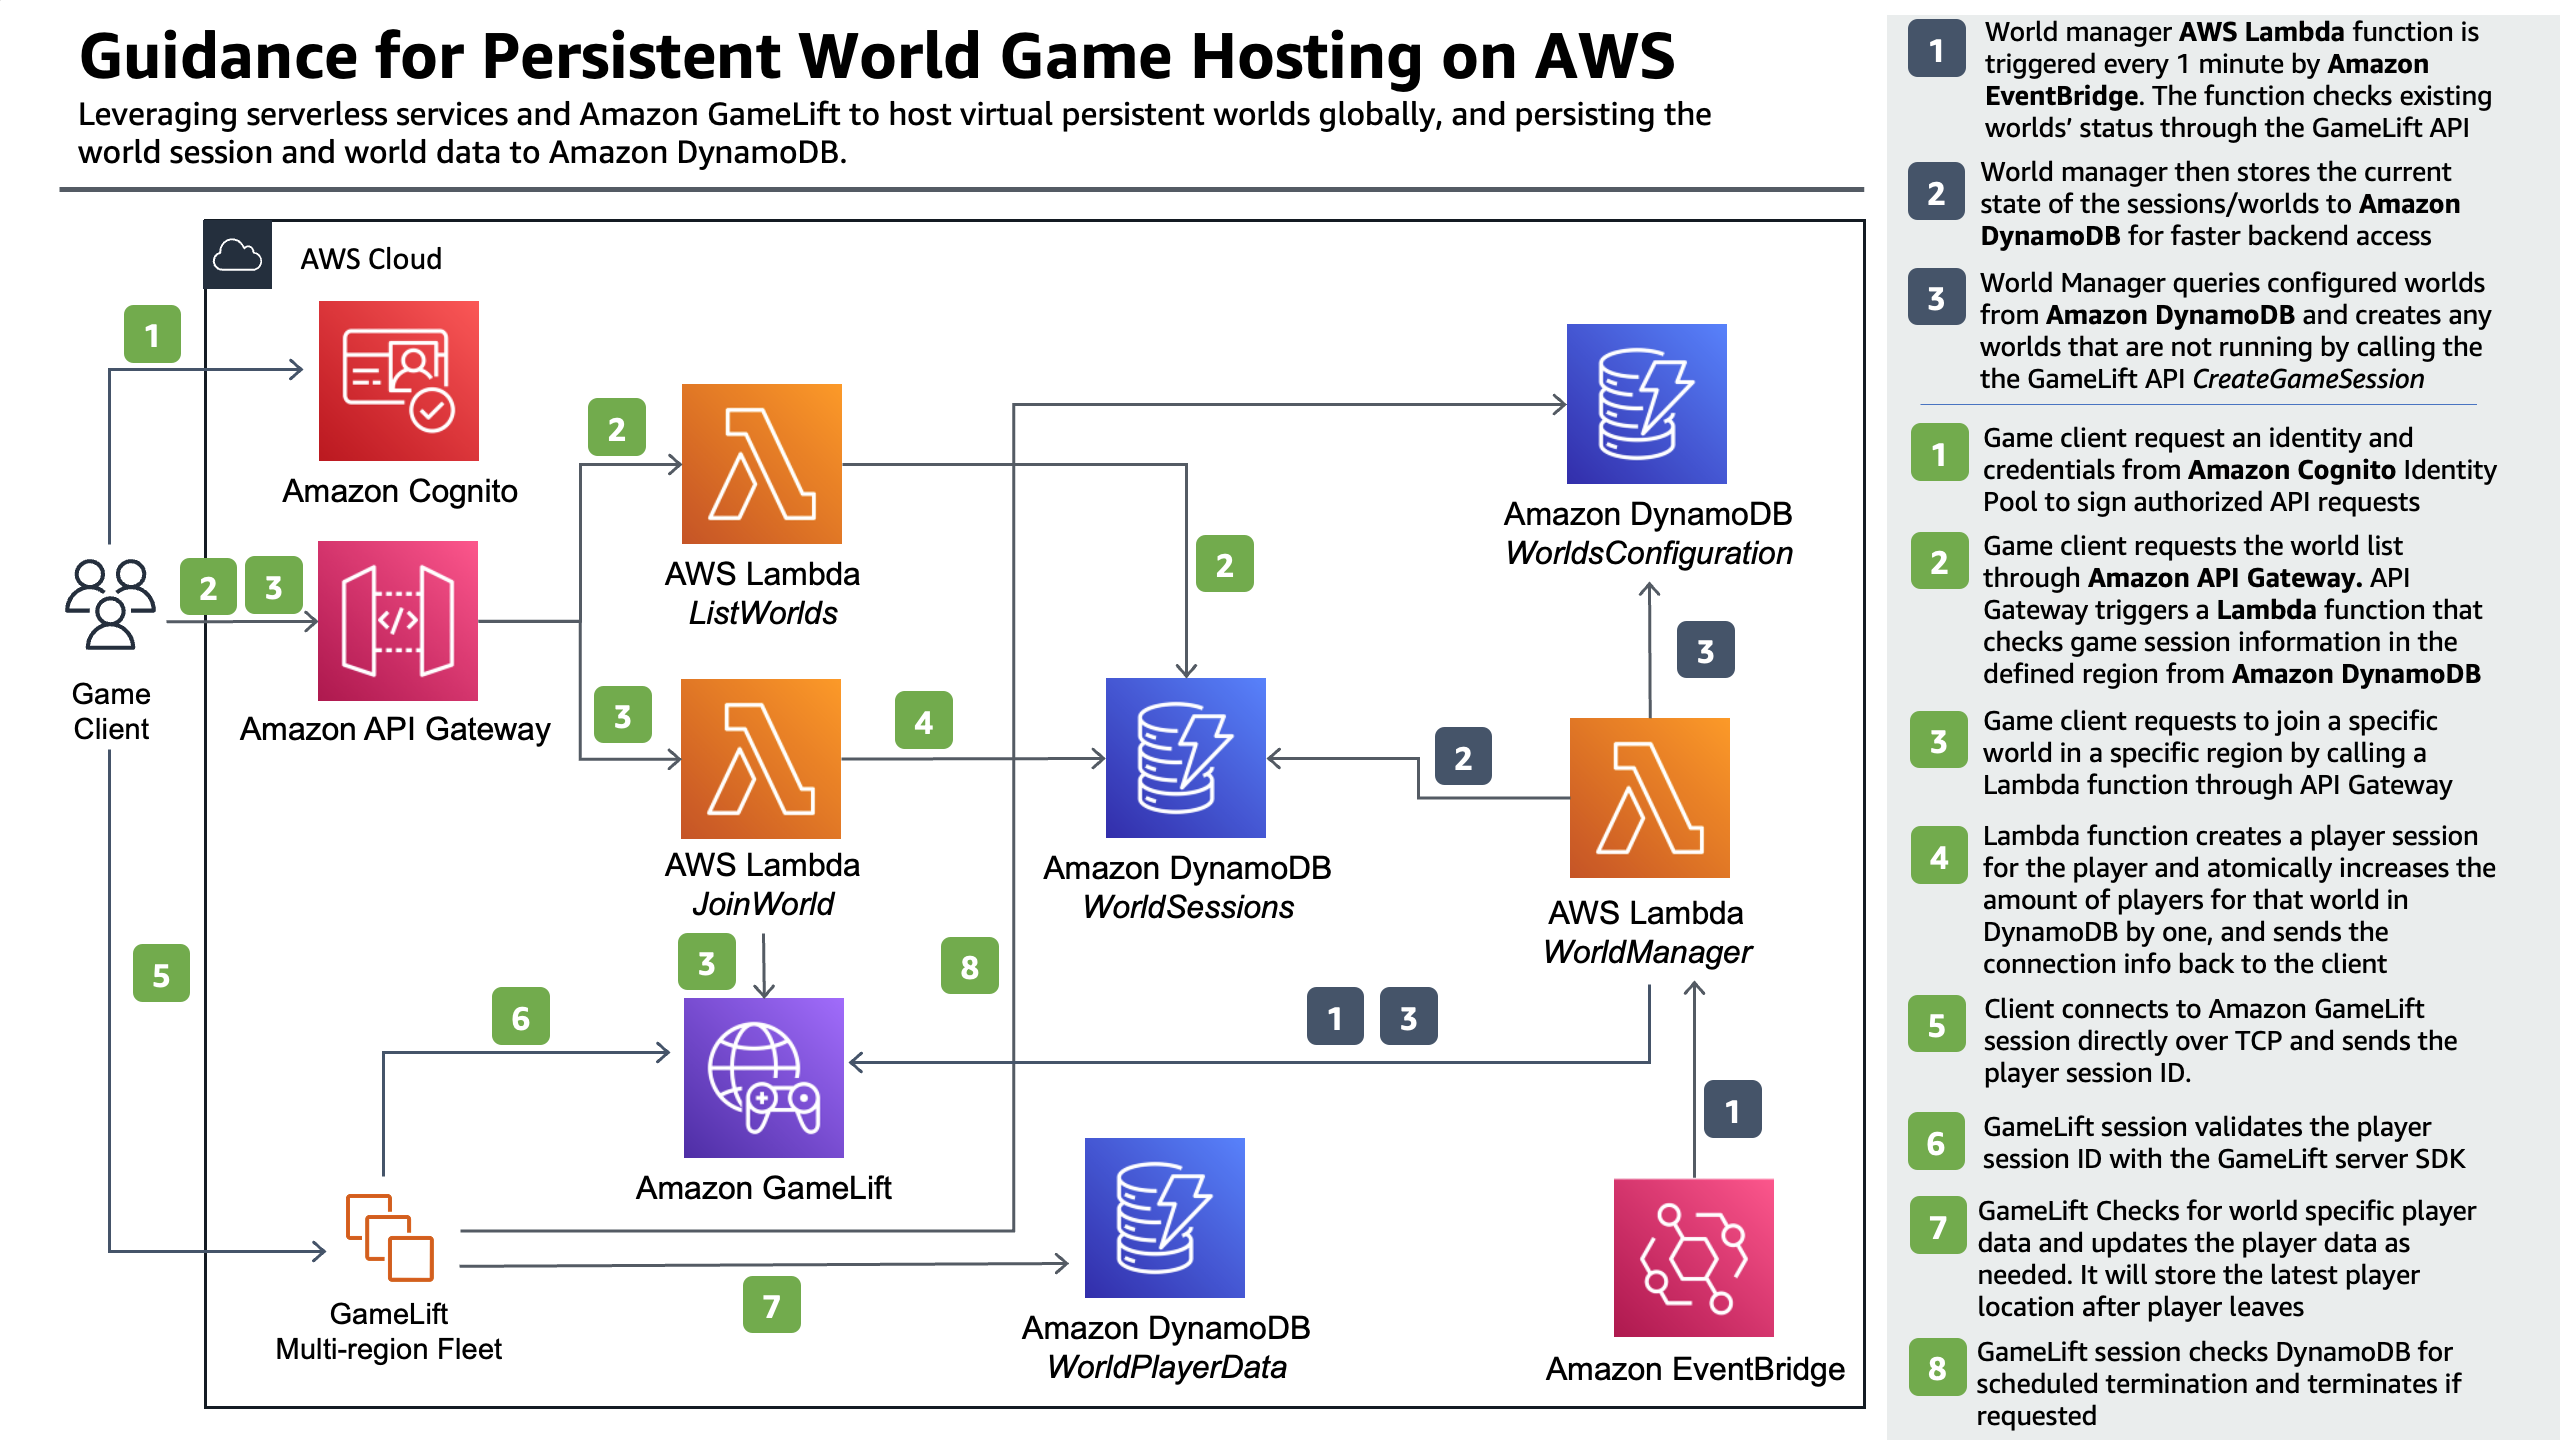 Guidance for Persistent World Game Hosting on AWS
Leveraging serverless services and Amazon GameLift to host virtual persistent worlds globally, and persisting the
world session and world data to Amazon DynamoDB.
AWS Cloud
1
Amazon Cognito
2
3
Game
Client
Amazon API Gateway
2
AWS Lambda
ListWorlds
2
3
AWS Lambda
JoinWorld
4
Amazon DynamoDB
WorldSessions
Amazon DynamoDB
WorldsConfiguration
3
2
AWS Lambda
WorldManager
3
8
1
3
5
6
Amazon GameLift
1
GameLift
Multi-region Fleet
7
Amazon DynamoDB
WorldPlayerData
Amazon EventBridge
1
World manager AWS Lambda function is
triggered every 1 minute by Amazon
EventBridge. The function checks existing
worlds’ status through the GameLift API
2
World manager then stores the current
state of the sessions/worlds to Amazon
DynamoDB for faster backend access
3
World Manager queries configured worlds
from Amazon DynamoDB and creates any
worlds that are not running by calling the
the GameLift API CreateGameSession
1
Game client request an identity and
credentials from Amazon Cognito Identity
Pool to sign authorized API requests
2
Game client requests the world list
through Amazon API Gateway. API
Gateway triggers a Lambda function that
checks game session information in the
defined region from Amazon DynamoDB
3
Game client requests to join a specific
world in a specific region by calling a
Lambda function through API Gateway
4
Lambda function creates a player session
for the player and atomically increases the
amount of players for that world in
DynamoDB by one, and sends the
connection info back to the client
5
Client connects to Amazon GameLift
session directly over TCP and sends the
player session ID.
6
GameLift session validates the player
session ID with the GameLift server SDK
7
GameLift Checks for world specific player
data and updates the player data as
needed. It will store the latest player
location after player leaves
8
GameLift session checks DynamoDB for
scheduled termination and terminates if
requested